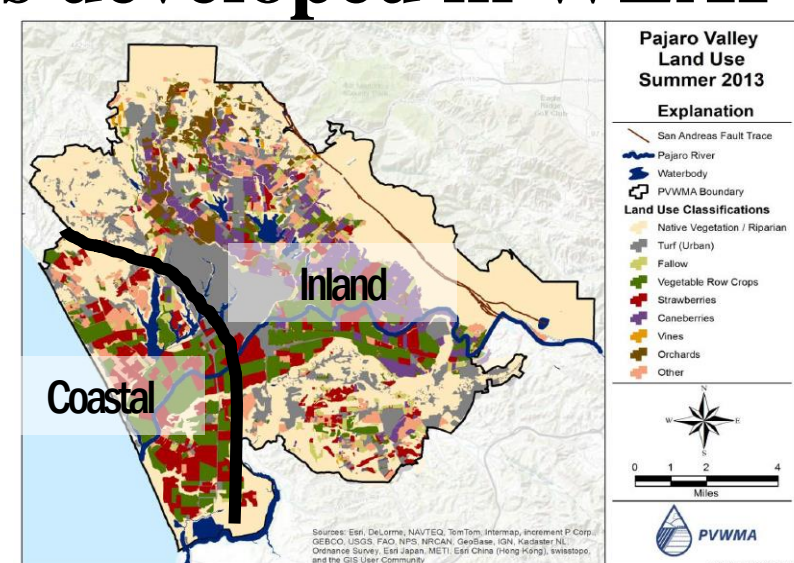 s developed in WEAP
Pajaro Valley
Land Use
Summer 2013
Explanation
San Andreas Fault Trace
Pajaro River
Waterbody
PVWMA Boundary
Land Use Classifications
Native Vegetation / Riparian
Turf (Urban)
Fallow
Vegetable Row Crops
Strawberries
Caneberries
Vines
Orchards
Other
Inland
Coastal
N
W E
S
0 1 2 4
Miles
PVWMA
Sources: Esri, DeLorme, NAVTEQ, TomTom, Intermap, increment P Corp.,
GEBCO, USGS, FAO, NPS, NRCAN, GeoBase, IGN, Kadaster NL,
Ordnance Survey, Esri Japan, METI, Esri China (Hong Kong), swisstopo,
and the GIS User Community